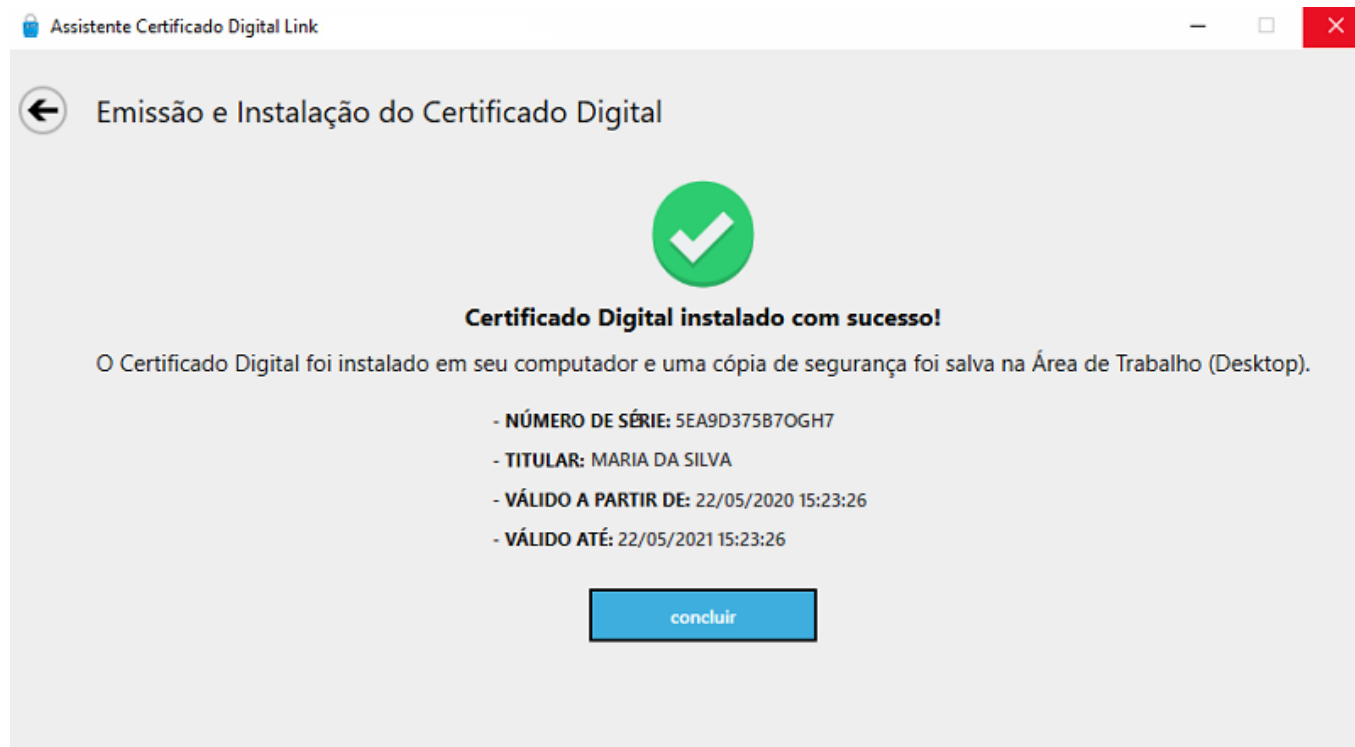 Assistente Certificado Digital Link
Emissão e Instalação do Certificado Digital
Certificado Digital instalado com sucesso!
O Certificado Digital foi instalado em seu computador e uma cópia de segurança foi salva na Área de Trabalho (Desktop).
- NÚMERO DE SÉRIE: 5EA9D375B7OGH7
- TITULAR: MARIA DA SILVA
- VÁLIDO A PARTIR DE: 22/05/2020 15:23:26
- VÁLIDO ATÉ: 22/05/2021 15:23:26
concluir